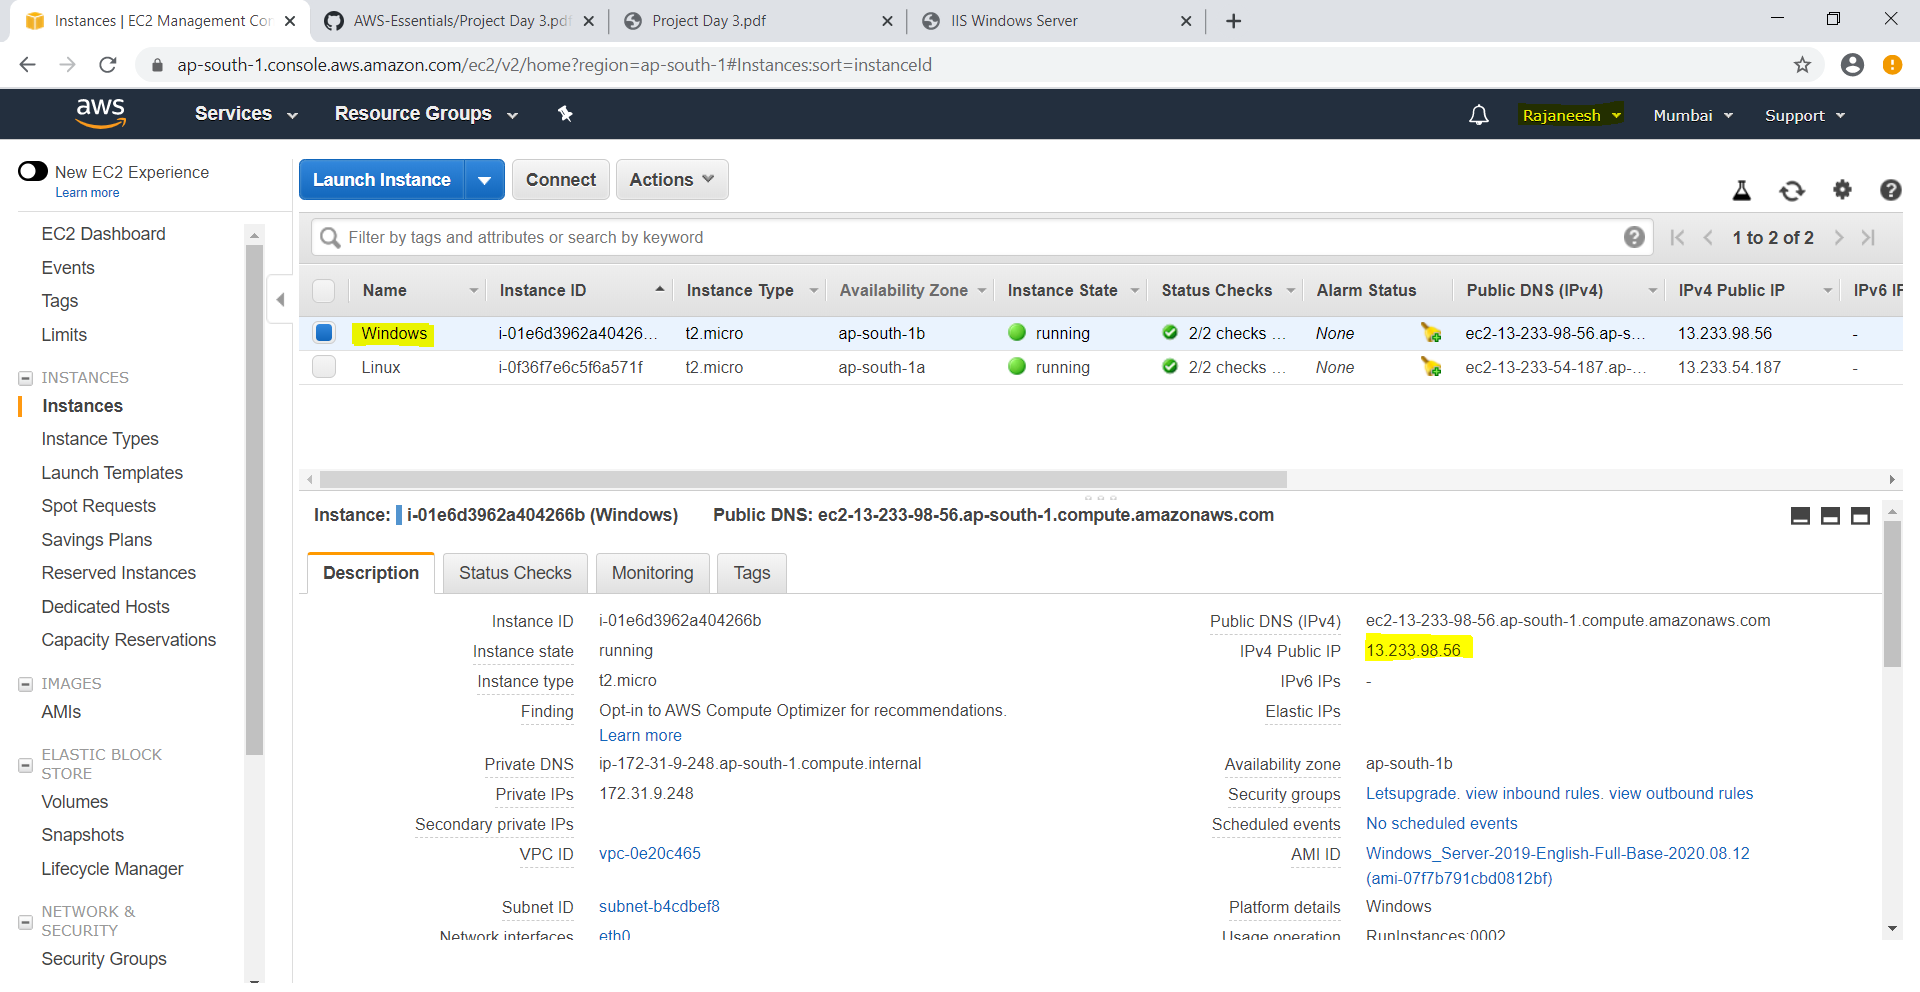 Instances | EC2 Management Con
AWS-Essentials/Project Day 3.pdf
Project Day 3.pdf
IIS Windows Server
ap-south-1.console.aws.amazon.com/ec2/v2/home?region=ap-south-1#Instances:sort=instanceId
aws
Services
Resource Groups
Rajaneesh
Mumbai
Support
New EC2 Experience
Learn more
Launch Instance
Connect
Actions
EC2 Dashboard
Events
Tags
Limits
INSTANCES
Instances
Instance Types
Launch Templates
Spot Requests
Savings Plans
Reserved Instances
Dedicated Hosts
Capacity Reservations
IMAGES
AMIs
ELASTIC BLOCK
STORE
Volumes
Snapshots
Lifecycle Manager
NETWORK &
SECURITY
Security Groups
Filter by tags and attributes or search by keyword
1 to 2 of 2
Name Instance ID Instance Type Availability Zone Instance State Status Checks Alarm Status Public DNS (IPv4) IPv4 Public IP IPv6 IP
Windows i-01e6d3962a40426... t2.micro ap-south-1b running 2/2 checks ... None ec2-13-233-98-56.ap-s... 13.233.98.56 -
Linux i-0f36f7e6c5f6a571f t2.micro ap-south-1a running 2/2 checks ... None ec2-13-233-54-187.ap-... 13.233.54.187 -
Instance: i-01e6d3962a404266b (Windows) Public DNS: ec2-13-233-98-56.ap-south-1.compute.amazonaws.com
Description
Status Checks
Monitoring
Tags
Instance ID i-01e6d3962a404266b
Instance state running
Instance type t2.micro
Finding Opt-in to AWS Compute Optimizer for recommendations.
Learn more
Private DNS ip-172-31-9-248.ap-south-1.compute.internal
Private IPs 172.31.9.248
Secondary private IPs
VPC ID vpc-0e20c465
Subnet ID subnet-b4cdbef8
Network interfaces eth0
Public DNS (IPv4) ec2-13-233-98-56.ap-south-1.compute.amazonaws.com
IPv4 Public IP 13.233.98.56
IPv6 IPs -
Elastic IPs
Availability zone ap-south-1b
Security groups Letsupgrade. view inbound rules. view outbound rules
Scheduled events No scheduled events
AMI ID Windows_Server-2019-English-Full-Base-2020.08.12
(ami-07f7b791cbd0812bf)
Platform details Windows
Usage operation RunInstances:0002